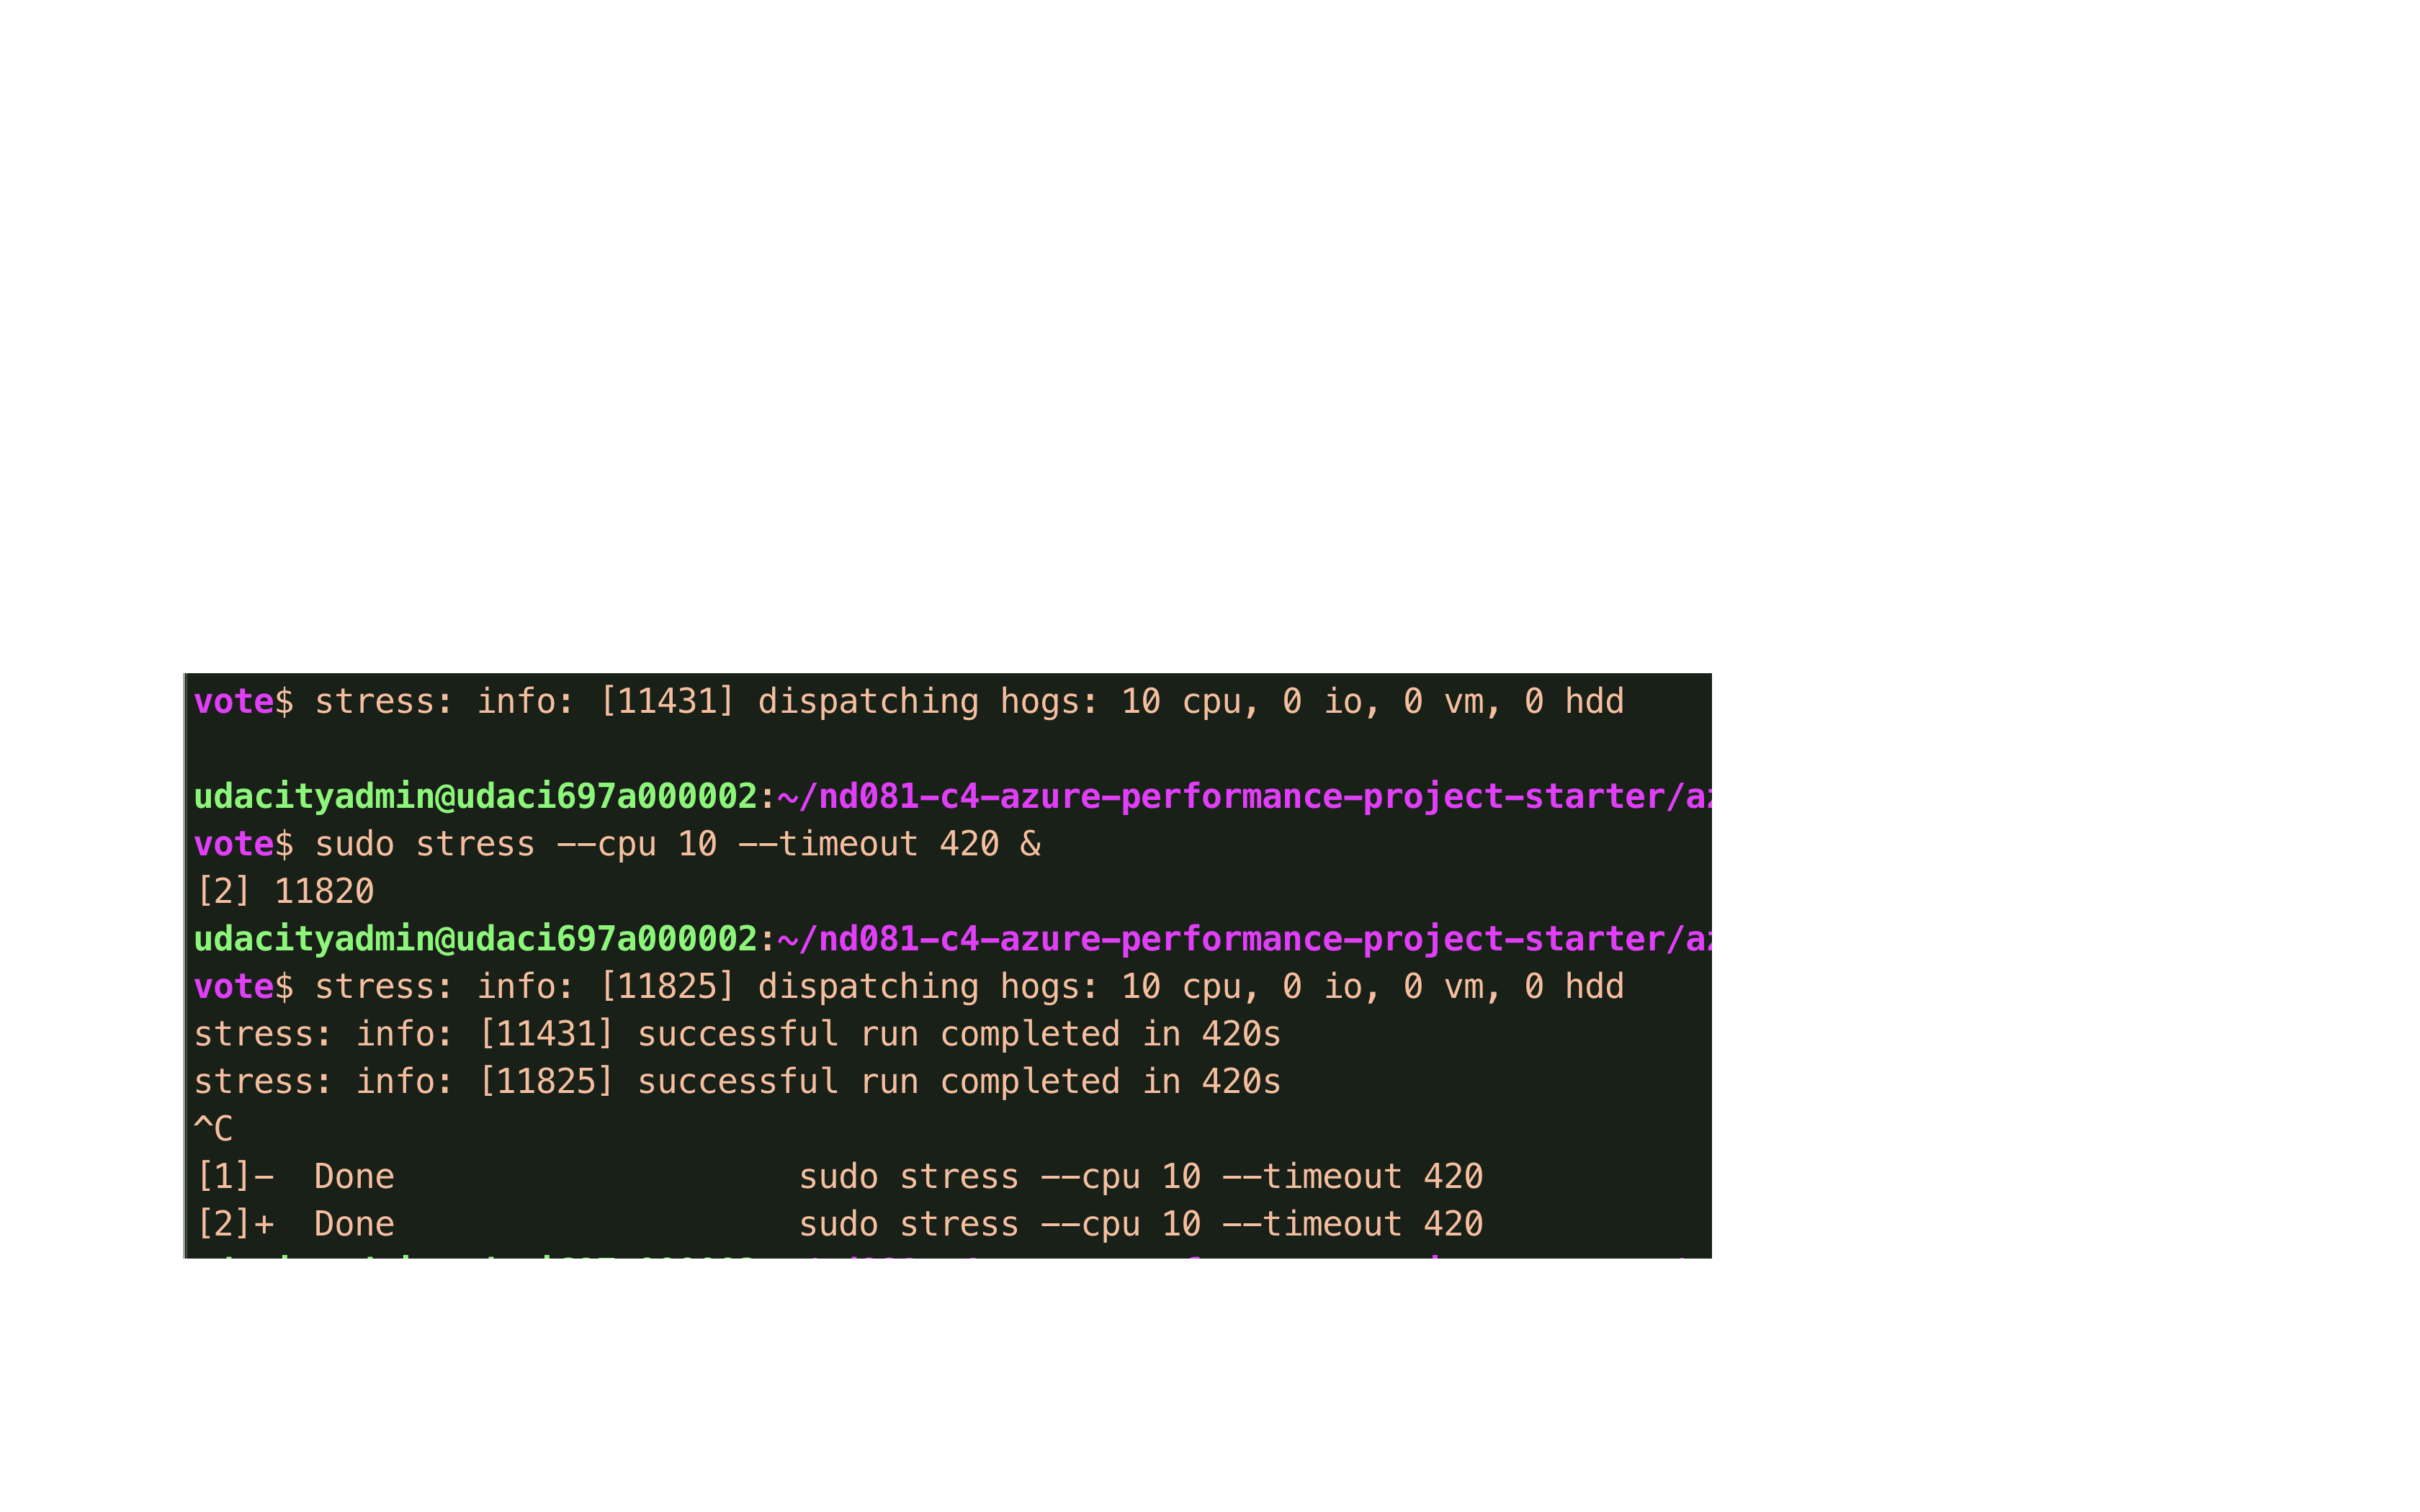 vote$ stress: info: [11431] dispatching hogs: 10 cpu, 0 io, 0 vm, 0 hdd
udacityadmin@udaci697a000002:~/nd081-c4-azure-performance-project-starter/az
vote$ sudo stress --cpu 10 --timeout 420 &
[2] 11820
udacityadmin@udaci697a000002:~/nd081-c4-azure-performance-project-starter/az
vote$ stress: info: [11825] dispatching hogs: 10 cpu, 0 io, 0 vm, 0 hdd
stress: info: [11431] successful run completed in 420s
stress: info: [11825] successful run completed in 420s
^C
[1]-  Done                    sudo stress --cpu 10 --timeout 420
[2]+  Done                    sudo stress --cpu 10 --timeout 420